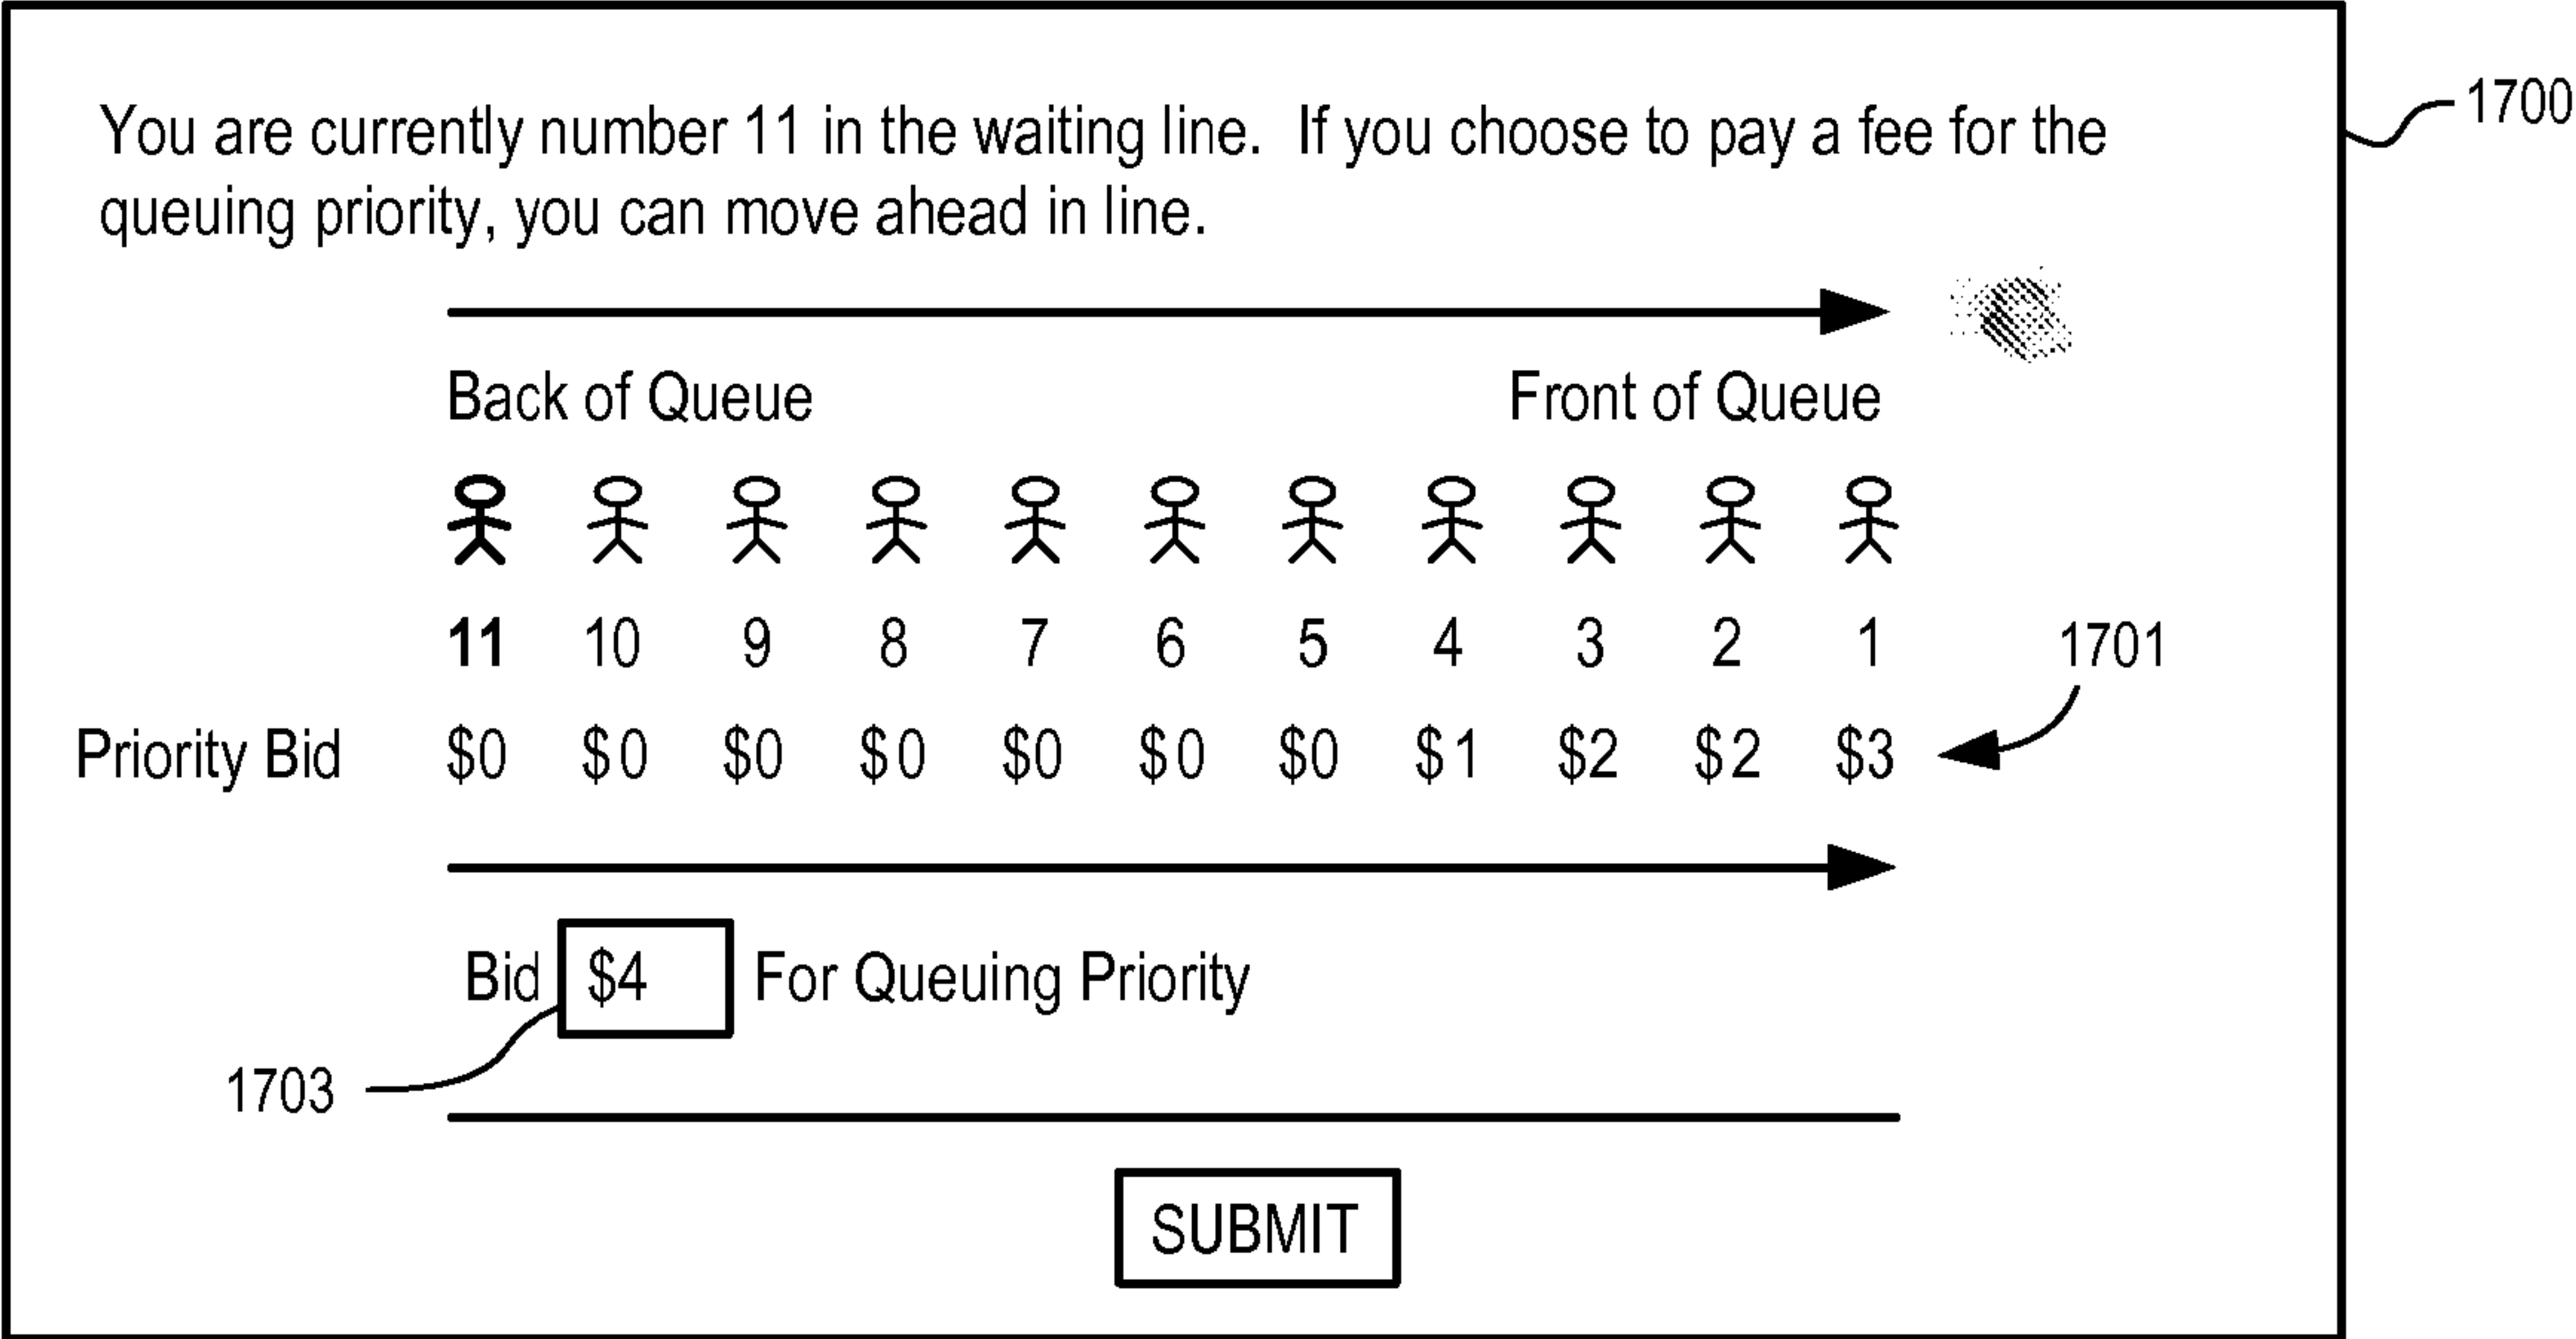 You are currently number 11 in the waiting line. If you choose to pay a fee for the
queuing priority, you can move ahead in line.
1700
Back of Queue Front of Queue
11 10 9 8 7 6 5 4 3 2 1
1701
Priority Bid $0 $0 $0 $0 $0 $0 $0 $1 $2 $2 $3
Bid $4 For Queuing Priority
1703
SUBMIT